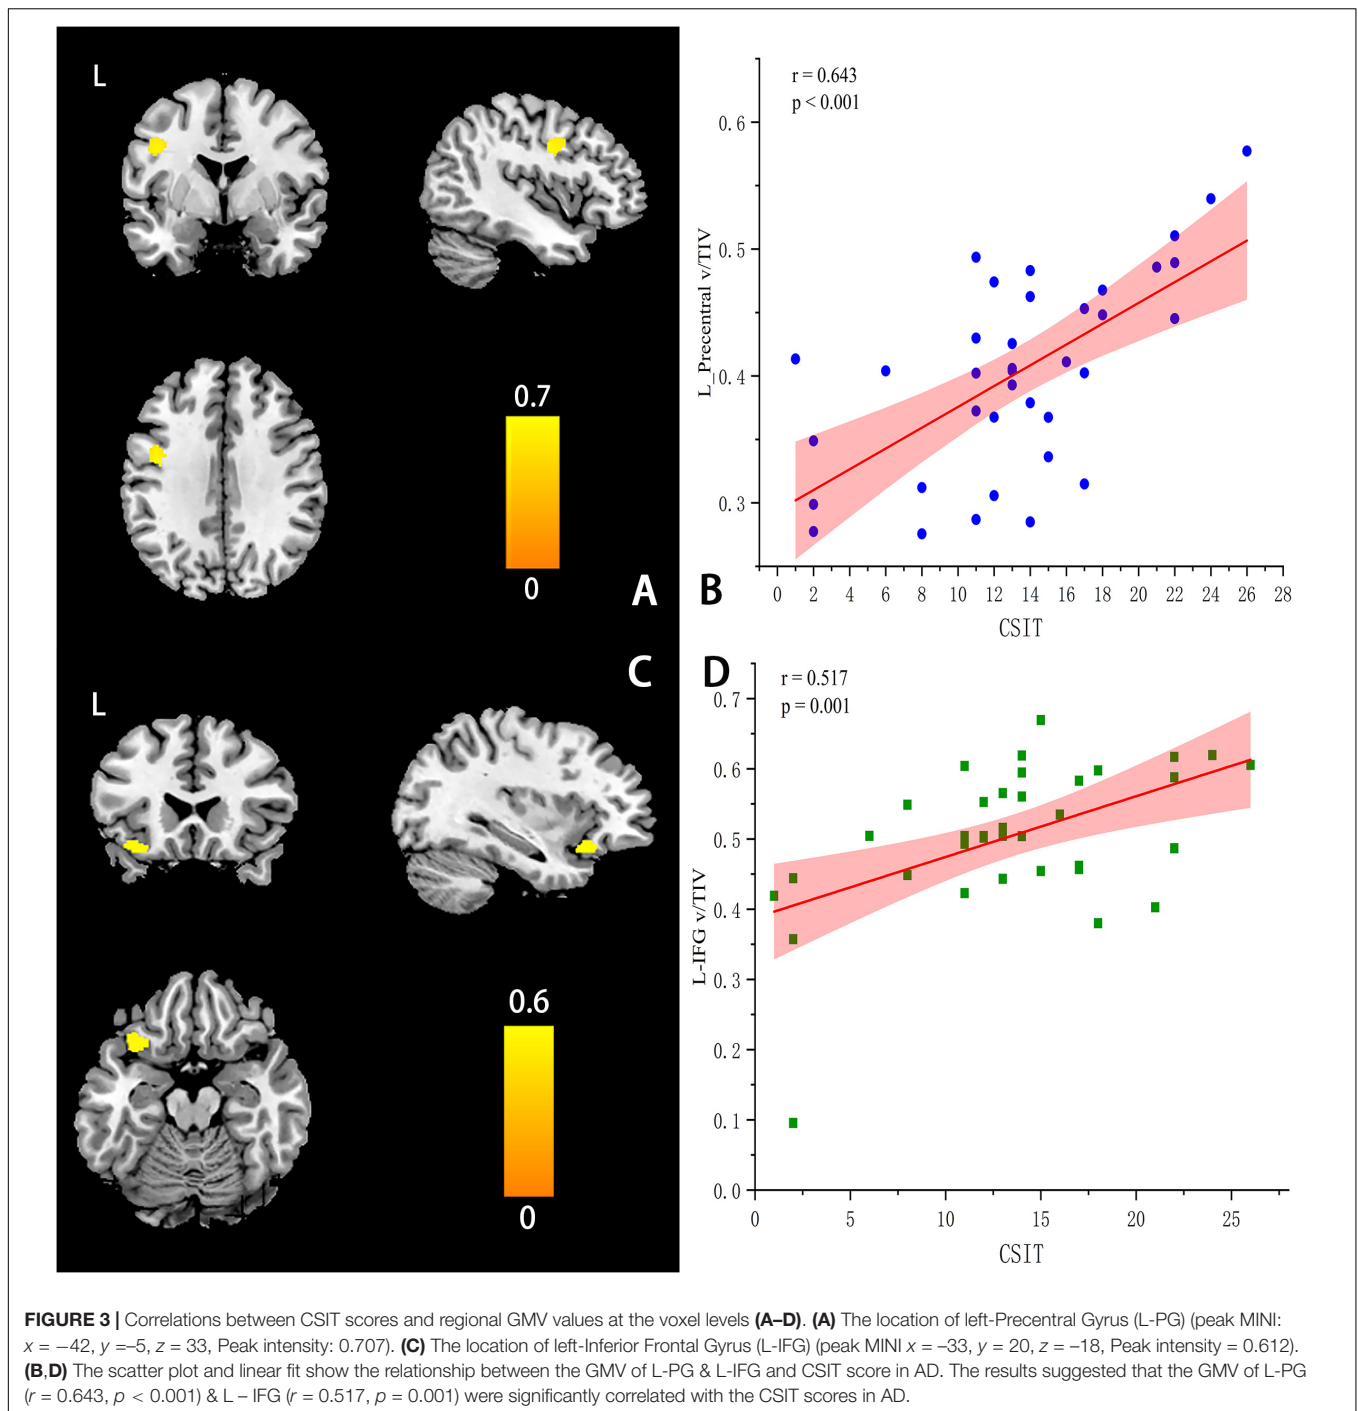 L
0.7
0
A
r = 0.643
p < 0.001
0.6
0.5
0.4
0.3
L_Precentral v/TIV
0 2 4 6 8 10 12 14 16 18 20 22 24 26 28
CSIT
B
L
C
0.6
0
D
r = 0.517
p = 0.001
0.7
0.6
0.5
0.4
0.3
0.2
0.1
0.0
L-IFG v/TIV
0 5 10 15 20 25
CSIT
FIGURE 3 | Correlations between CSIT scores and regional GMV values at the voxel levels (A–D). (A) The location of left-Precentral Gyrus (L-PG) (peak MINI:
x = −42, y =–5, z = 33, Peak intensity: 0.707). (C) The location of left-Inferior Frontal Gyrus (L-IFG) (peak MINI x = –33, y = 20, z = –18, Peak intensity = 0.612).
(B,D) The scatter plot and linear fit show the relationship between the GMV of L-PG & L-IFG and CSIT score in AD. The results suggested that the GMV of L-PG
(r = 0.643, p < 0.001) & L – IFG (r = 0.517, p = 0.001) were significantly correlated with the CSIT scores in AD.